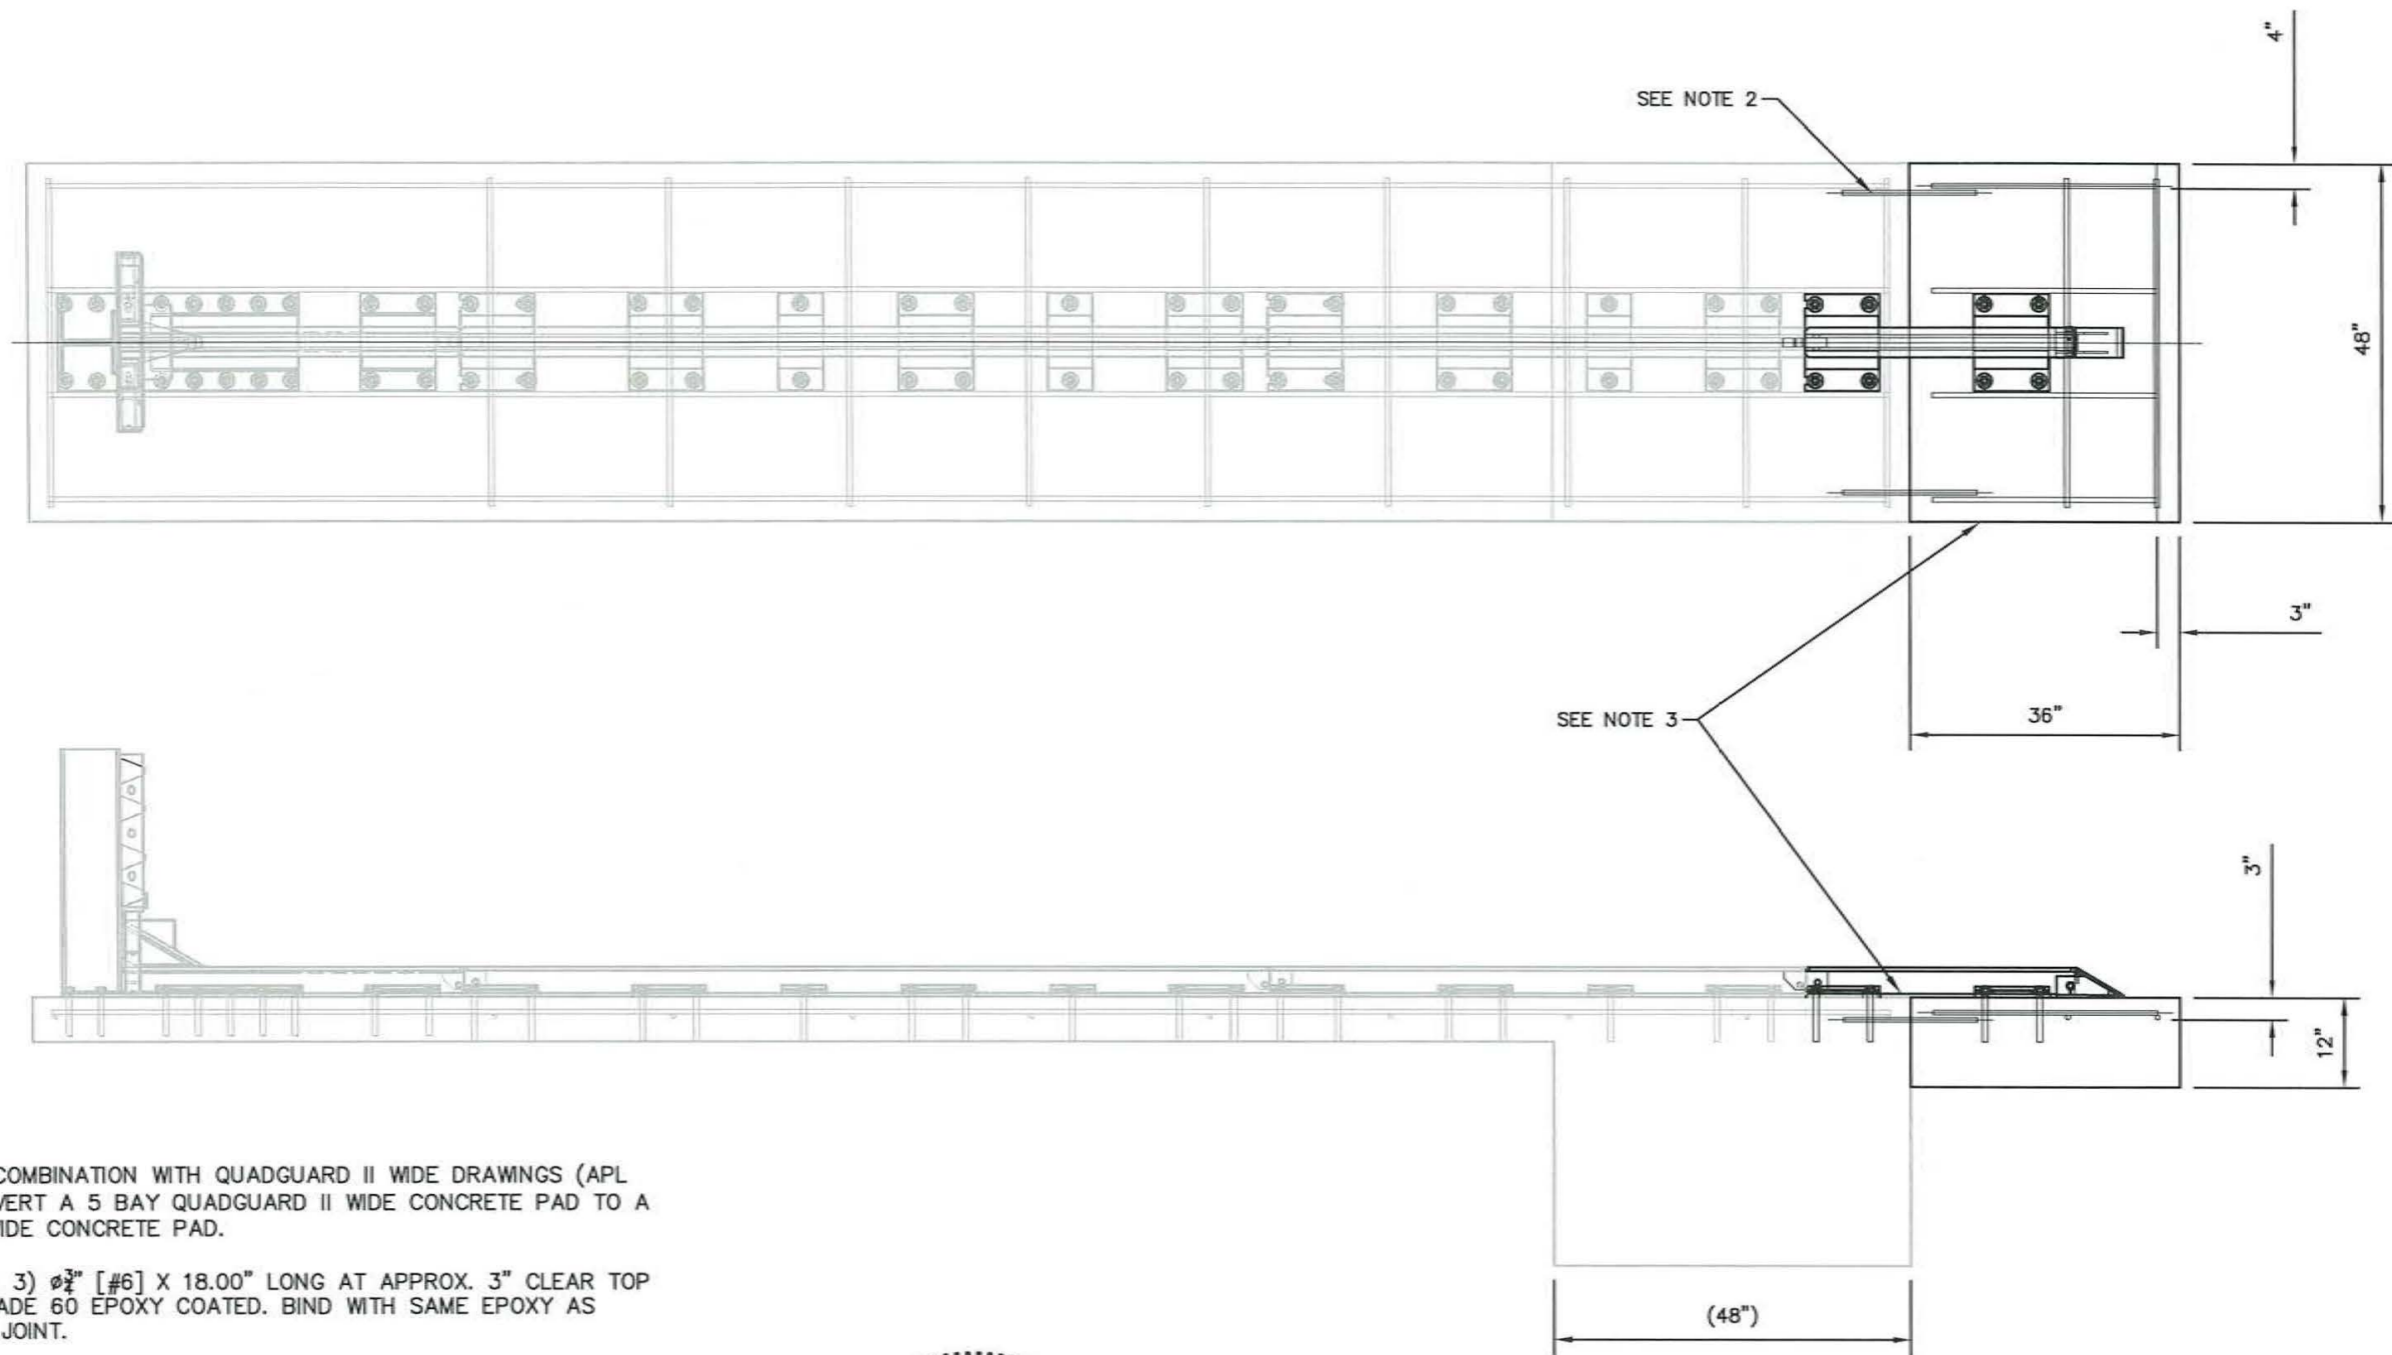 4"
SEE NOTE 2
48"
3"
SEE NOTE 3
36"
3"
12"
COMBINATION WITH QUADGUARD II WIDE DRAWINGS (APL
VERT A 5 BAY QUADGUARD II WIDE CONCRETE PAD TO A
IDE CONCRETE PAD.
3) ø¾" [#6] X 18.00" LONG AT APPROX. 3" CLEAR TOP
ADE 60 EPOXY COATED. BIND WITH SAME EPOXY AS
JOINT.
(48")